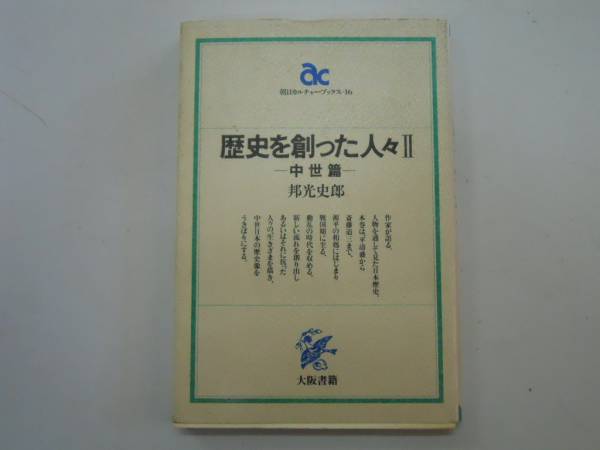 ac
朝日カルチャーブックス・16
歴史を創った人々II
—中世篇—
邦光史郎
作家が語る、
人物を通して見た日本歴史。
本巻は、平清盛から
斎藤道三まで、
源平の相剋にはじまり
戦国期に至る、
動乱の時代を収める。
新しい流れを創り出し
あるいはそれに抗った
人々の生きざまを描き、
中世日本の歴史像を
うきぼりにする。
大阪書籍